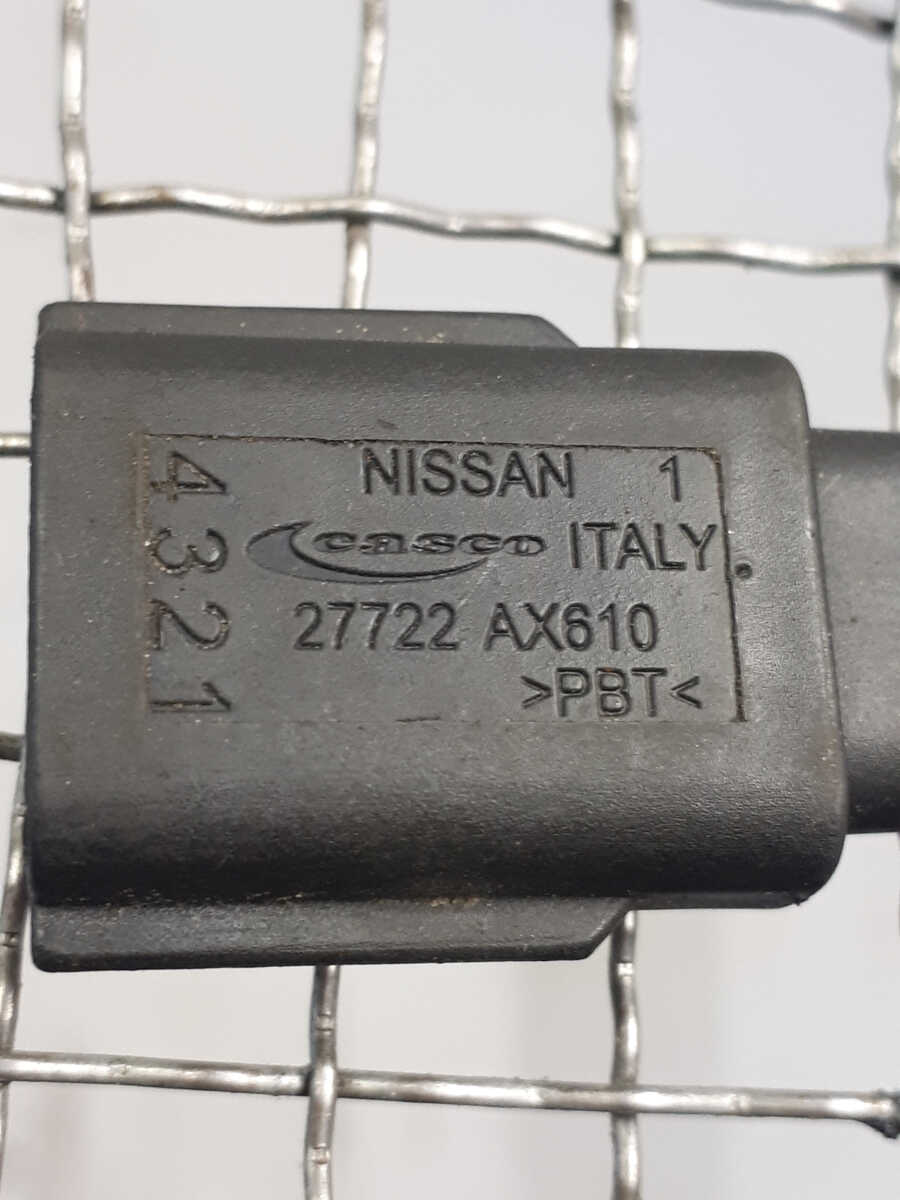 NISSAN 1
casco ITALY
27722 AX610
>PBT<
4 3 2 1